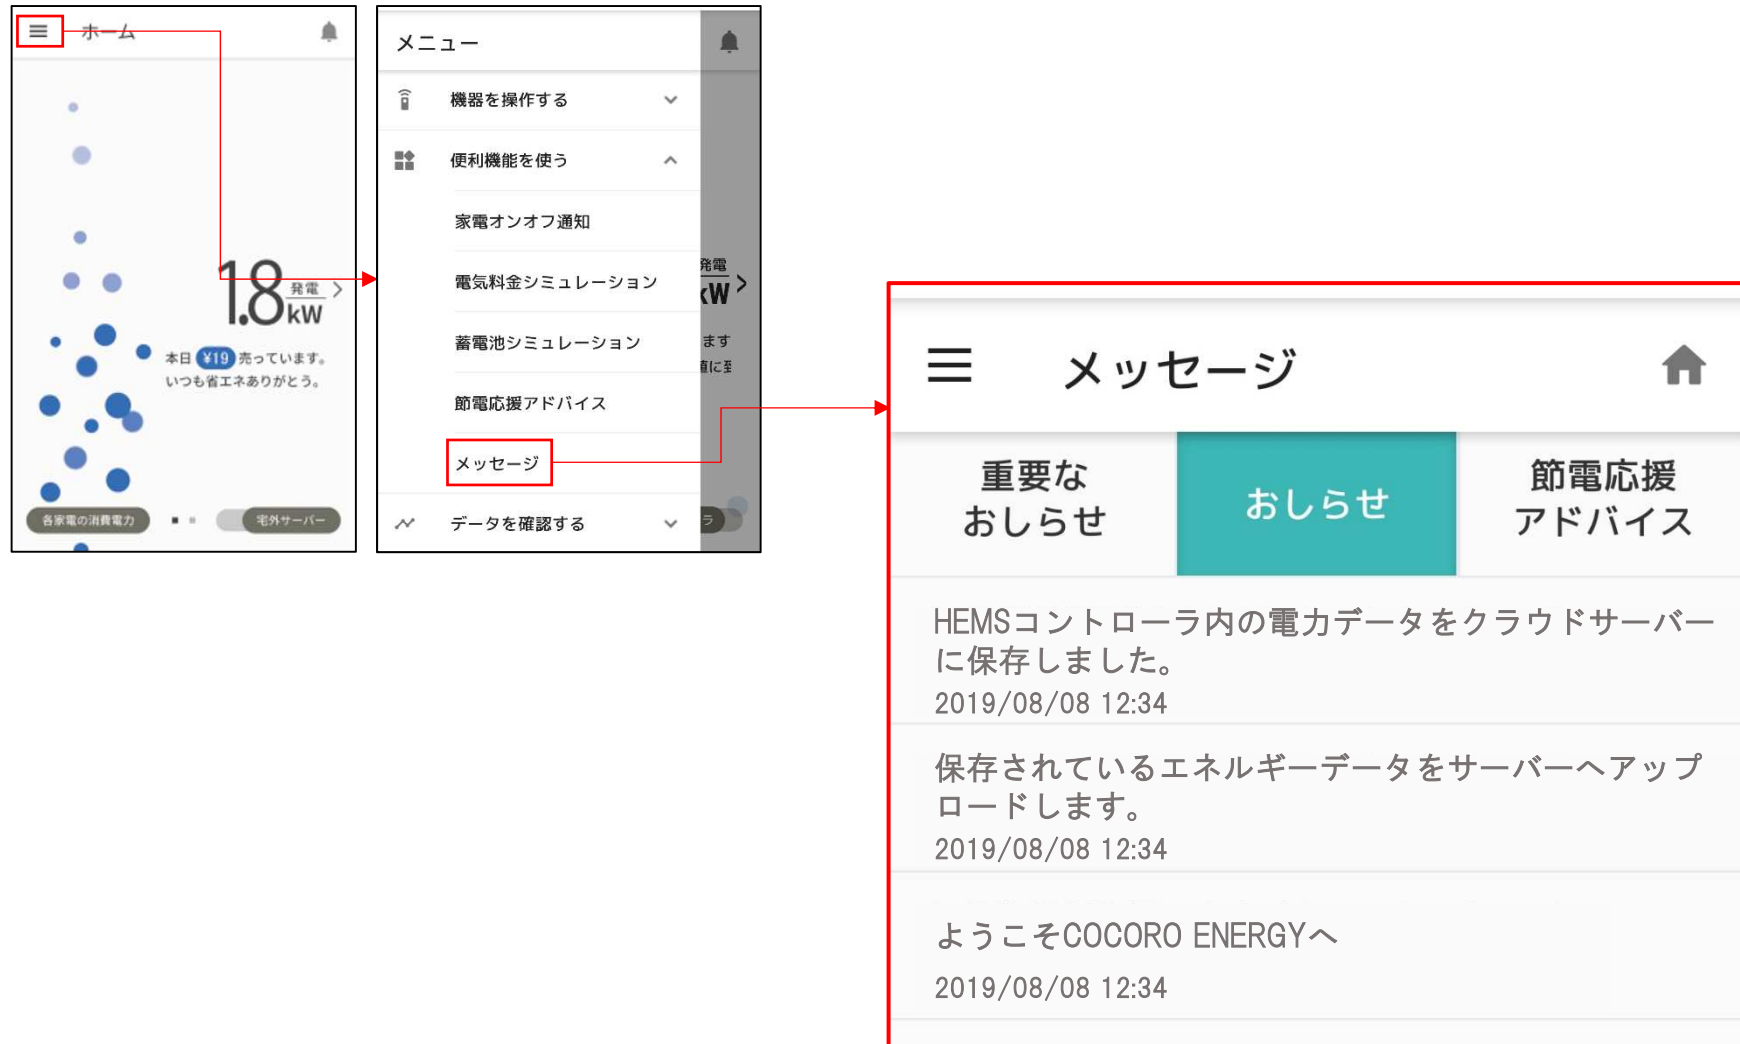 ホーム
1.8
発電
kW
本日 ¥19 売っています。
いつも省エネありがとう。
各家電の消費電力
宅外サーバー
メニュー
機器を操作する
便利機能を使う
家電オンオフ通知
電気料金シミュレーション
蓄電池シミュレーション
節電応援アドバイス
メッセージ
データを確認する
発電
kW
ます
値に至
ラ
メッセージ
重要な
おしらせ
おしらせ
節電応援
アドバイス
HEMSコントローラ内の電力データをクラウドサーバー
に保存しました。
2019/08/08 12:34
保存されているエネルギーデータをサーバーへアップ
ロードします。
2019/08/08 12:34
ようこそCOCORO ENERGYへ
2019/08/08 12:34